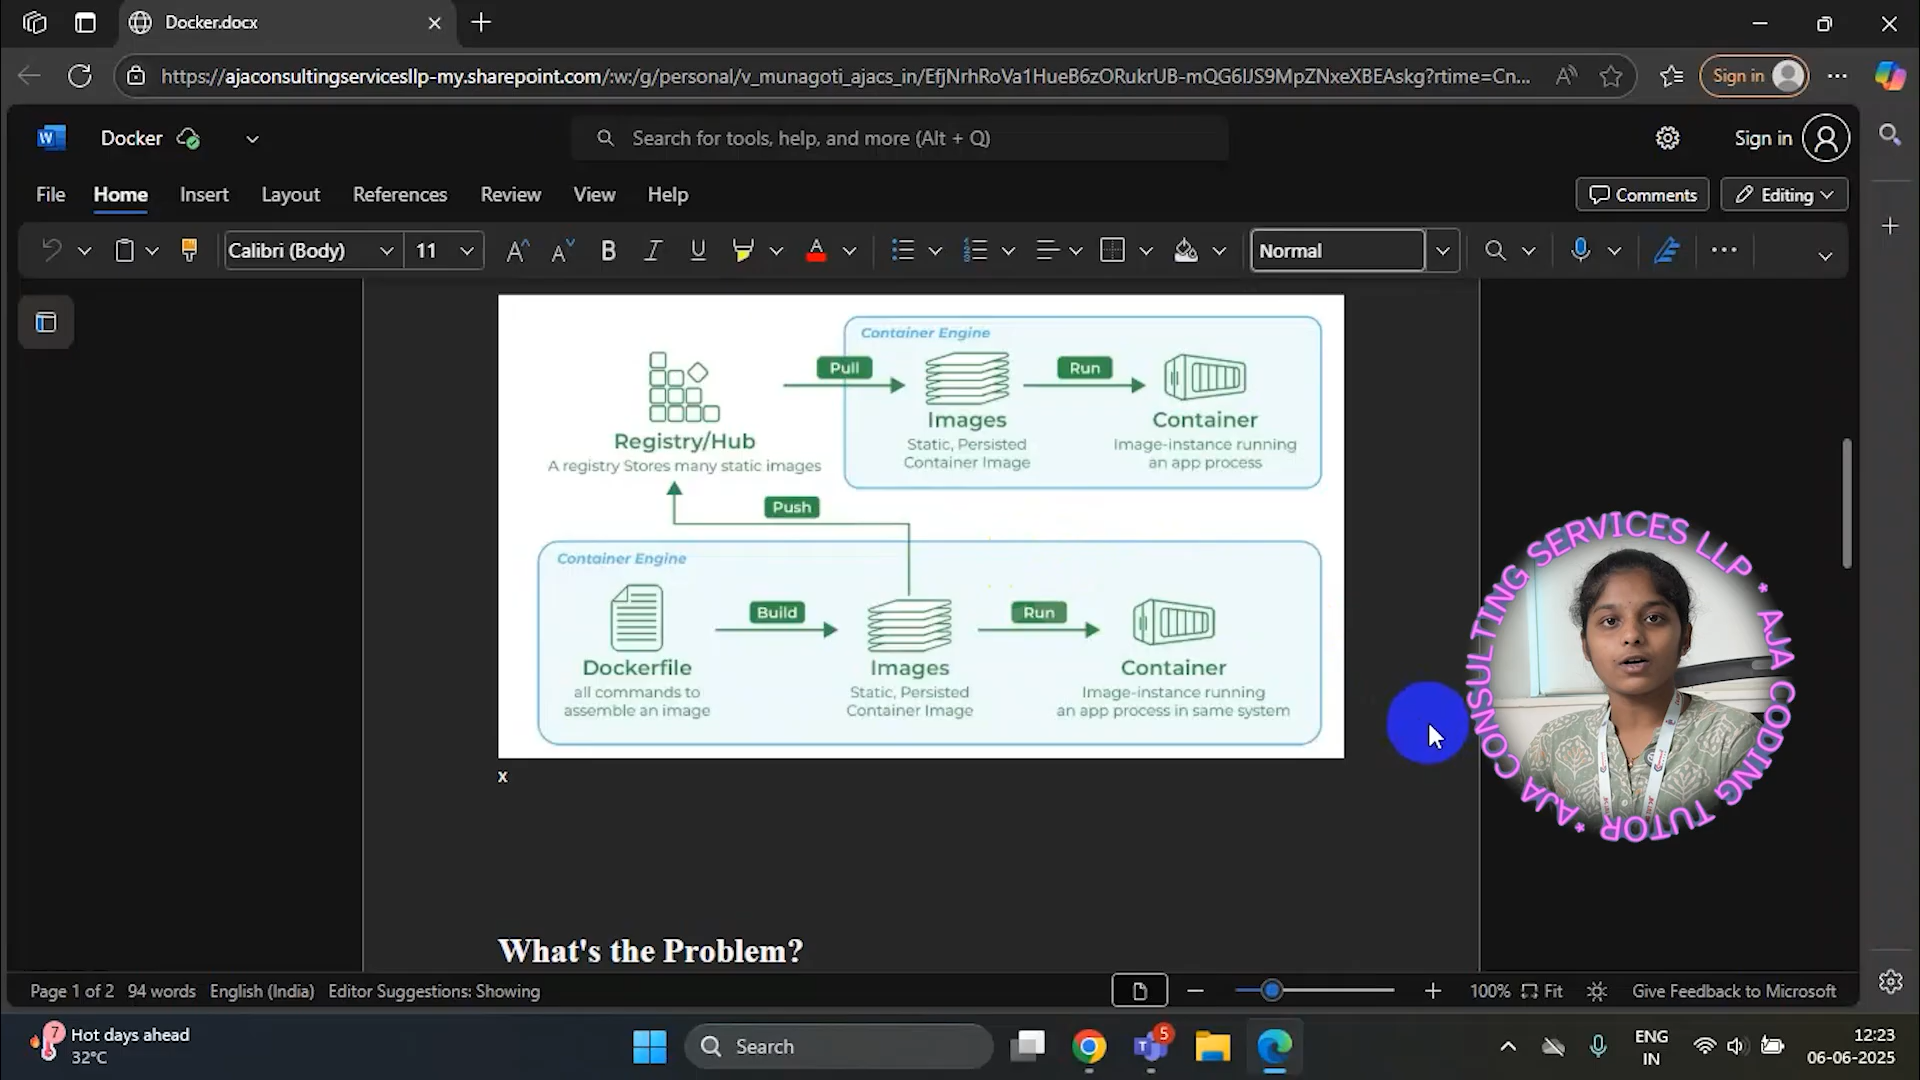 Docker.docx
https://ajaconsultingservicesllp-my.sharepoint.com/:w:/g/personal/v_munagoti_ajacs_in/EfjNrhRoVa1HueB6zORukrUB-mQG6IJS9MpZNxeXBEAskg?rtime=Cn...
Sign in
Docker
Search for tools, help, and more (Alt + Q)
Sign in
File Home Insert Layout References Review View Help
Comments
Editing
Calibri (Body) 11
Normal
Container Engine
Pull
Run
Images
Static, Persisted
Container Image
Container
Image-instance running
an app process
Registry/Hub
A registry Stores many static images
Push
Container Engine
Build
Run
Dockerfile
all commands to
assemble an image
Images
Static, Persisted
Container Image
Container
Image-instance running
an app process in same system
x
AJA CONSULTING SERVICES LLP * AJA CODING TUTOR *
What's the Problem?
Page 1 of 2 94 words English (India) Editor Suggestions: Showing
100% Fit
Give Feedback to Microsoft
7
Hot days ahead
32°C
Search
5
ENG
IN
12:23
06-06-2025